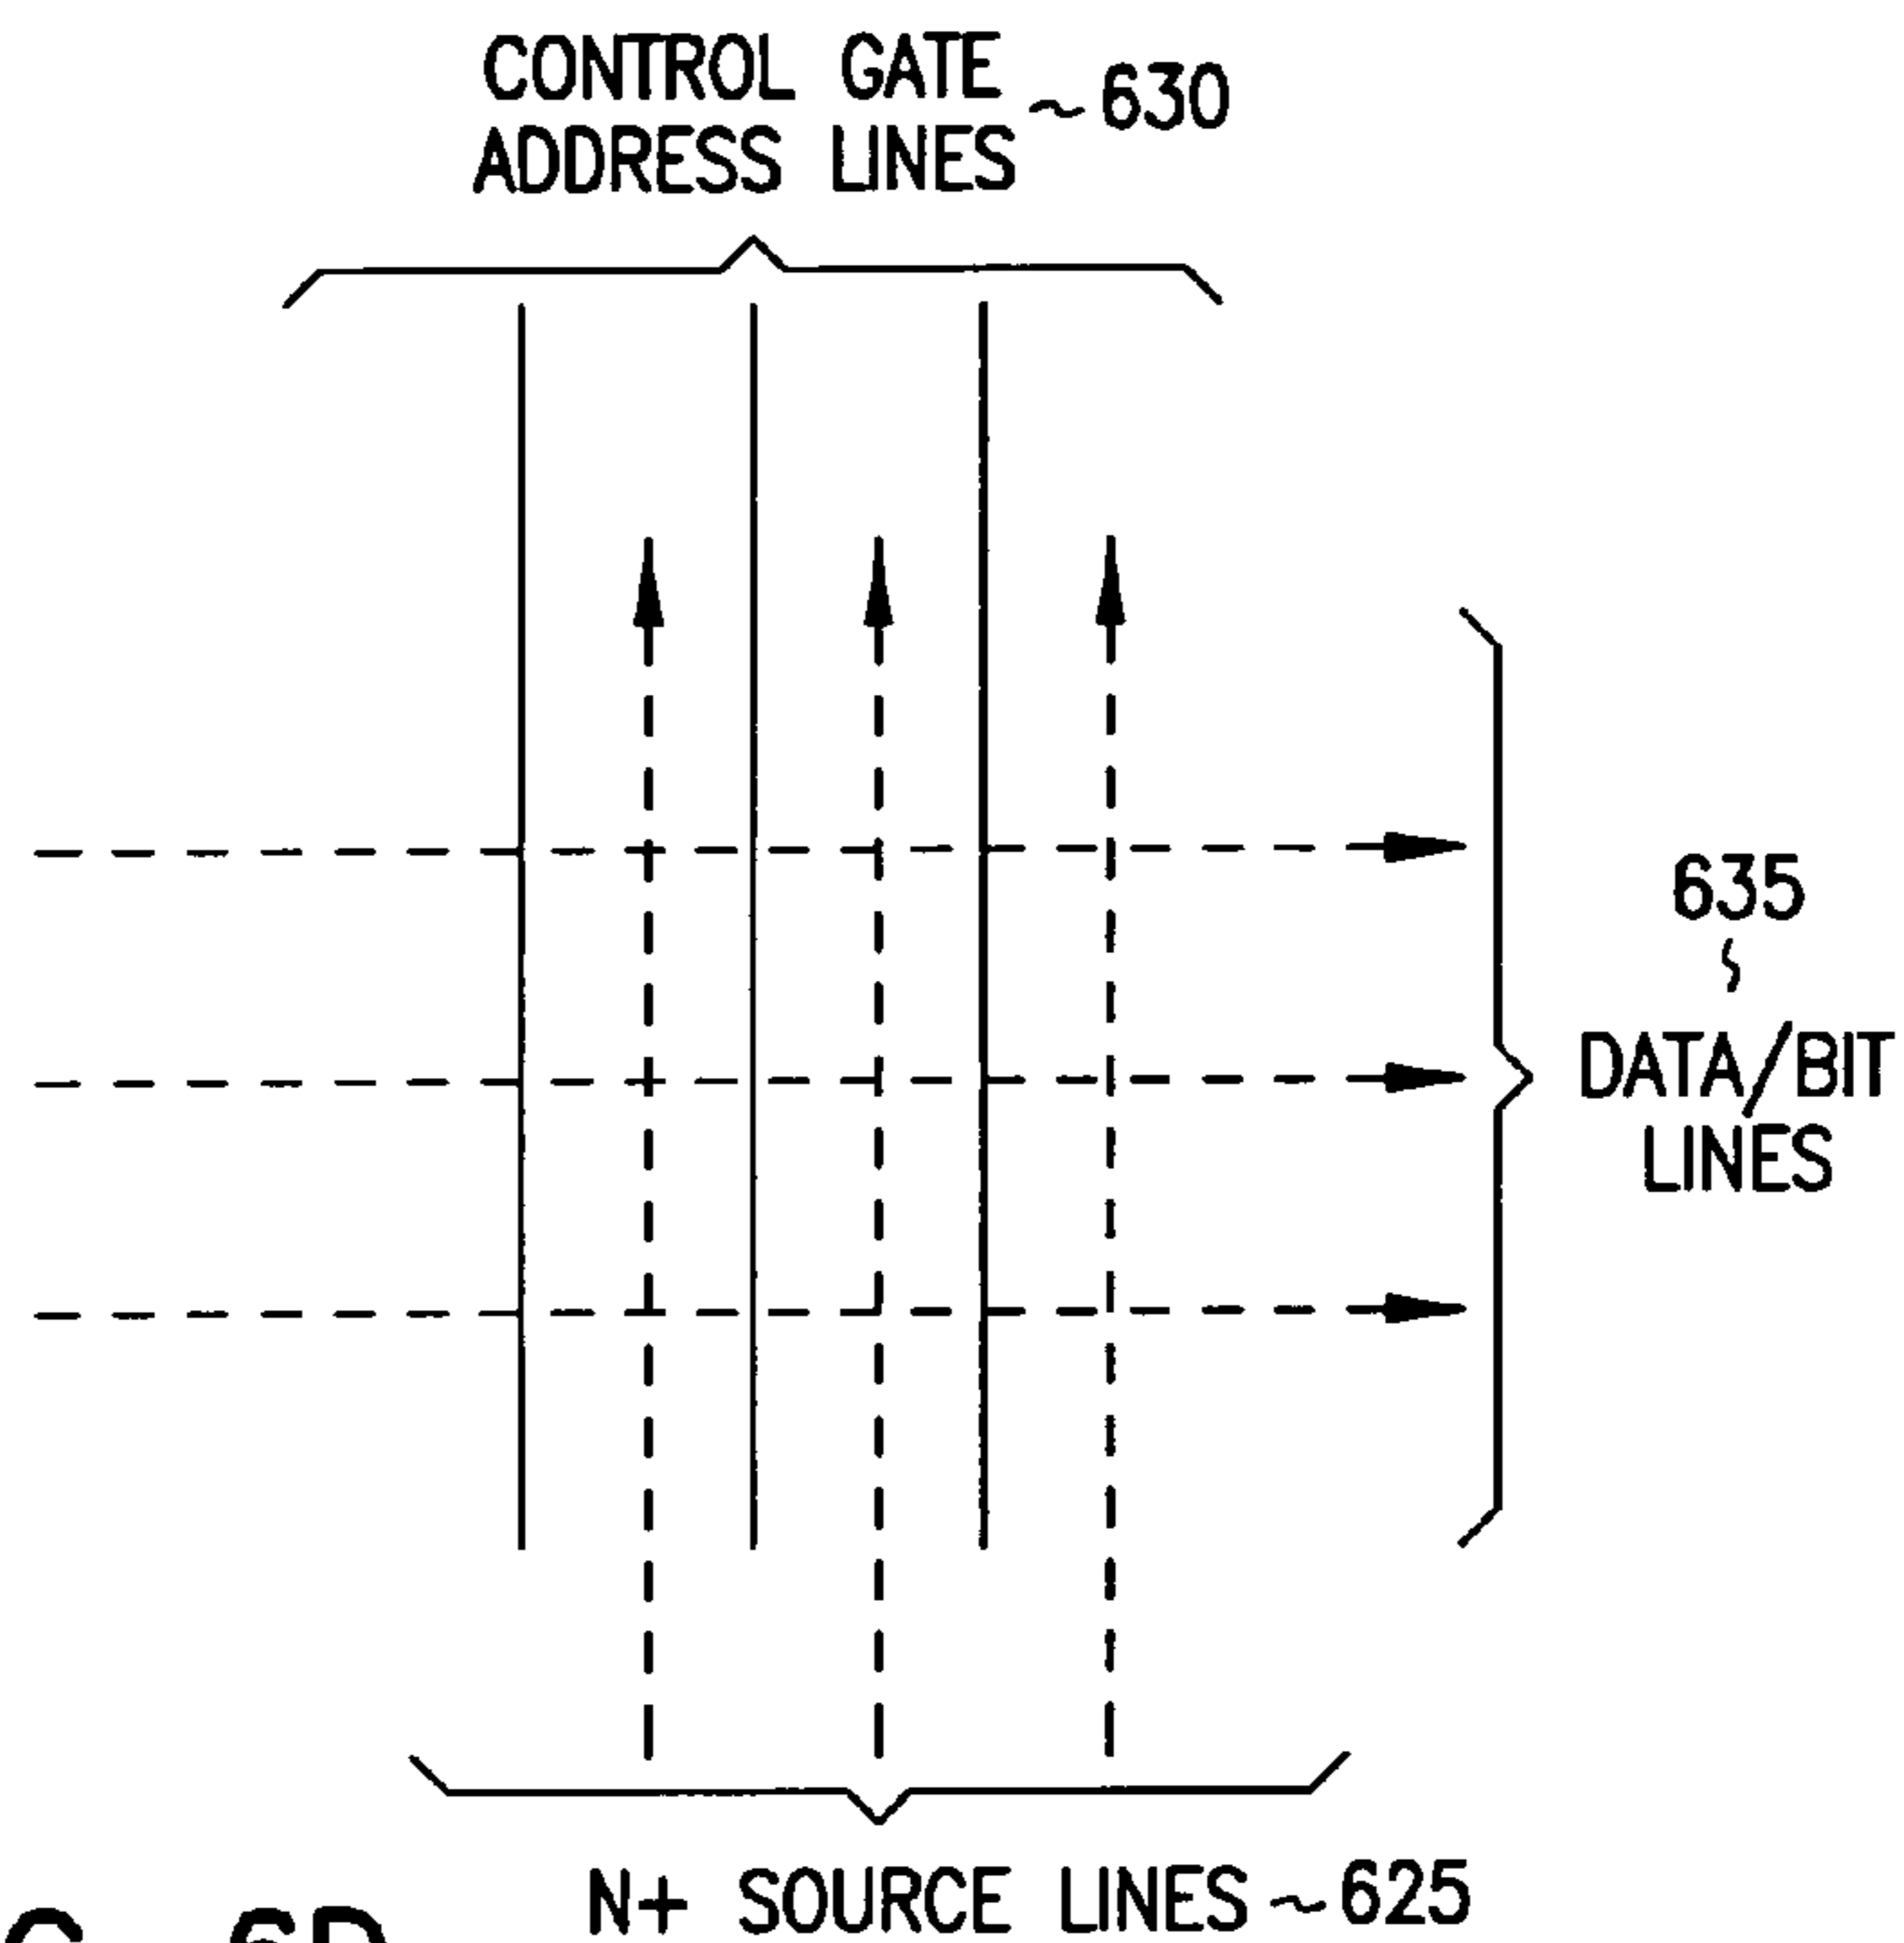 CONTROL GATE
ADDRESS LINES ~630
635
DATA/BIT
LINES
N+ SOURCE LINES ~625